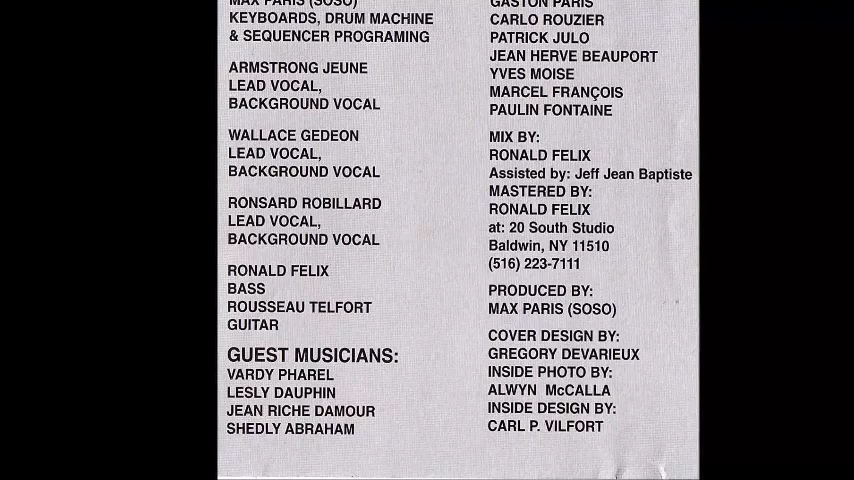 MAX PARIS (SOSO)
KEYBOARDS, DRUM MACHINE
& SEQUENCER PROGRAMING
ARMSTRONG JEUNE
LEAD VOCAL,
BACKGROUND VOCAL
WALLACE GEDEON
LEAD VOCAL,
BACKGROUND VOCAL
RONSARD ROBILLARD
LEAD VOCAL,
BACKGROUND VOCAL
RONALD FELIX
BASS
ROUSSEAU TELFORT
GUITAR
GUEST MUSICIANS:
VARDY PHAREL
LESLY DAUPHIN
JEAN RICHE DAMOUR
SHEDLY ABRAHAM
GASTON PARIS
CARLO ROUZIER
PATRICK JULO
JEAN HERVE BEAUPORT
YVES MOISE
MARCEL FRANÇOIS
PAULIN FONTAINE
MIX BY:
RONALD FELIX
Assisted by: Jeff Jean Baptiste
MASTERED BY:
RONALD FELIX
at: 20 South Studio
Baldwin, NY 11510
(516) 223-7111
PRODUCED BY:
MAX PARIS (SOSO)
COVER DESIGN BY:
GREGORY DEVARIEUX
INSIDE PHOTO BY:
ALWYN McCALLA
INSIDE DESIGN BY:
CARL P. VILFORT